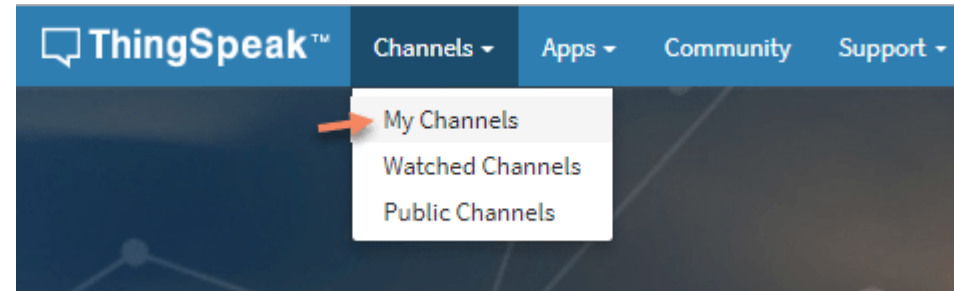 ThingSpeak™ Channels Apps Community Support
My Channels
Watched Channels
Public Channels